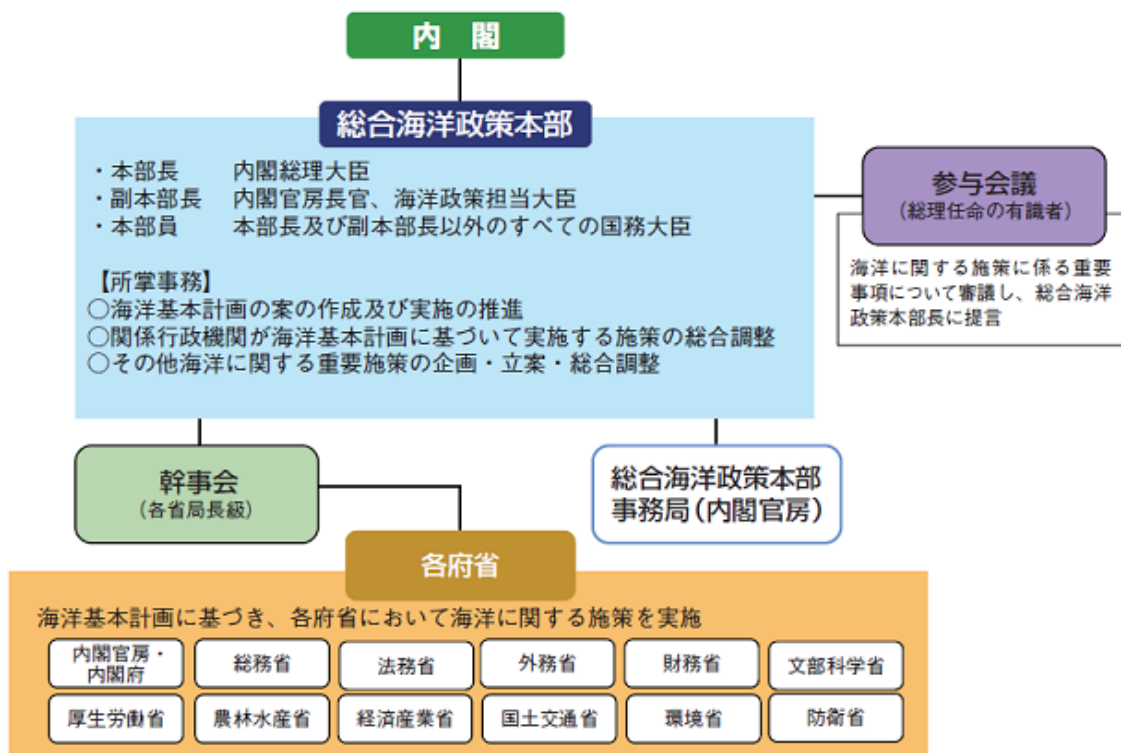 内 閣
総合海洋政策本部
・本部長　　内閣総理大臣
・副本部長　内閣官房長官、海洋政策担当大臣
・本部員　　本部長及び副本部長以外のすべての国務大臣
【所掌事務】
○海洋基本計画の案の作成及び実施の推進
○関係行政機関が海洋基本計画に基づいて実施する施策の総合調整
○その他海洋に関する重要施策の企画・立案・総合調整
参与会議
（総理任命の有識者）
海洋に関する施策に係る重要
事項について審議し、総合海洋
政策本部長に提言
幹事会
（各省局長級）
総合海洋政策本部
事務局（内閣官房）
各府省
海洋基本計画に基づき、各府省において海洋に関する施策を実施
内閣官房・
内閣府
総務省
法務省
外務省
財務省
文部科学省
厚生労働省
農林水産省
経済産業省
国土交通省
環境省
防衛省